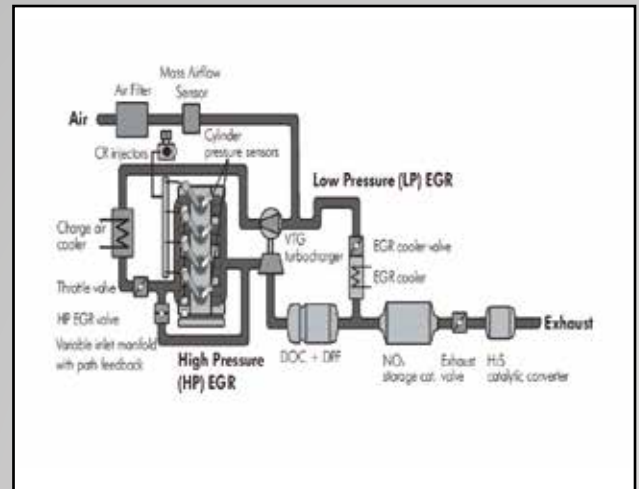 Mass Airflow
Sensor
Air Filter
Air
CR injectors
Cylinder
pressure sensors
Low Pressure (LP) EGR
Charge air
cooler
VTG
turbocharger
EGR cooler valve
EGR cooler
Throttle valve
HP EGR valve
Variable inlet manifold
with path feedback
High Pressure
(HP) EGR
DOC + DPF
NOₓ
storage cat.
Exhaust
valve
H₂S
catalytic converter
Exhaust